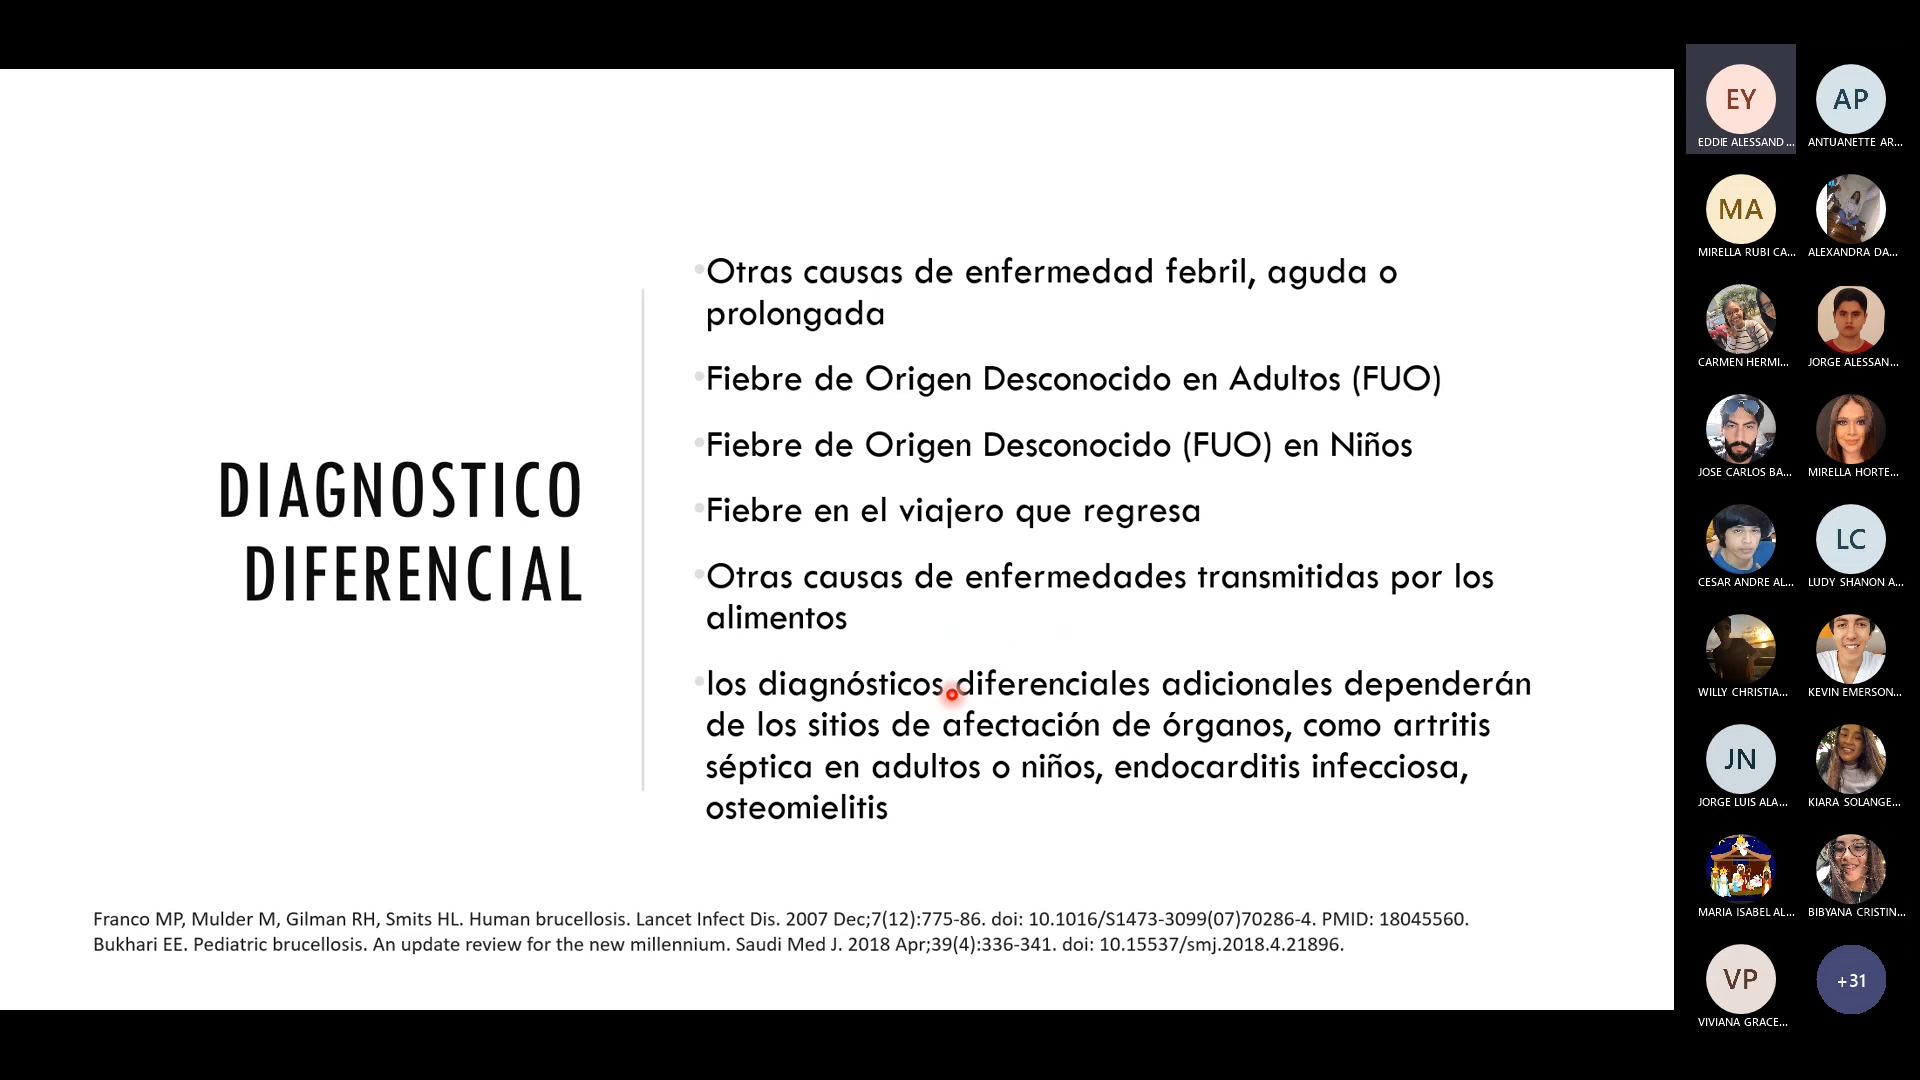 DIAGNOSTICO
DIFERENCIAL
Otras causas de enfermedad febril, aguda o
prolongada
Fiebre de Origen Desconocido en Adultos (FUO)
Fiebre de Origen Desconocido (FUO) en Niños
Fiebre en el viajero que regresa
Otras causas de enfermedades transmitidas por los
alimentos
los diagnósticos diferenciales adicionales dependerán
de los sitios de afectación de órganos, como artritis
séptica en adultos o niños, endocarditis infecciosa,
osteomielitis
Franco MP, Mulder M, Gilman RH, Smits HL. Human brucellosis. Lancet Infect Dis. 2007 Dec;7(12):775-86. doi: 10.1016/S1473-3099(07)70286-4. PMID: 18045560.
Bukhari EE. Pediatric brucellosis. An update review for the new millennium. Saudi Med J. 2018 Apr;39(4):336-341. doi: 10.15537/smj.2018.4.21896.
EY
EDDIE ALESSAND...
AP
ANTUANETTE AR...
MA
MIRELLA RUBI CA...
ALEXANDRA DA...
CARMEN HERMI...
JORGE ALESSAN...
JOSE CARLOS BA...
MIRELLA HORTE...
CESAR ANDRE AL...
LC
LUDY SHANON A...
WILLY CHRISTIA...
KEVIN EMERSON...
JN
JORGE LUIS ALA...
KIARA SOLANGE...
MARIA ISABEL AL...
BIBYANA CRISTIN...
VP
VIVIANA GRACE...
+31